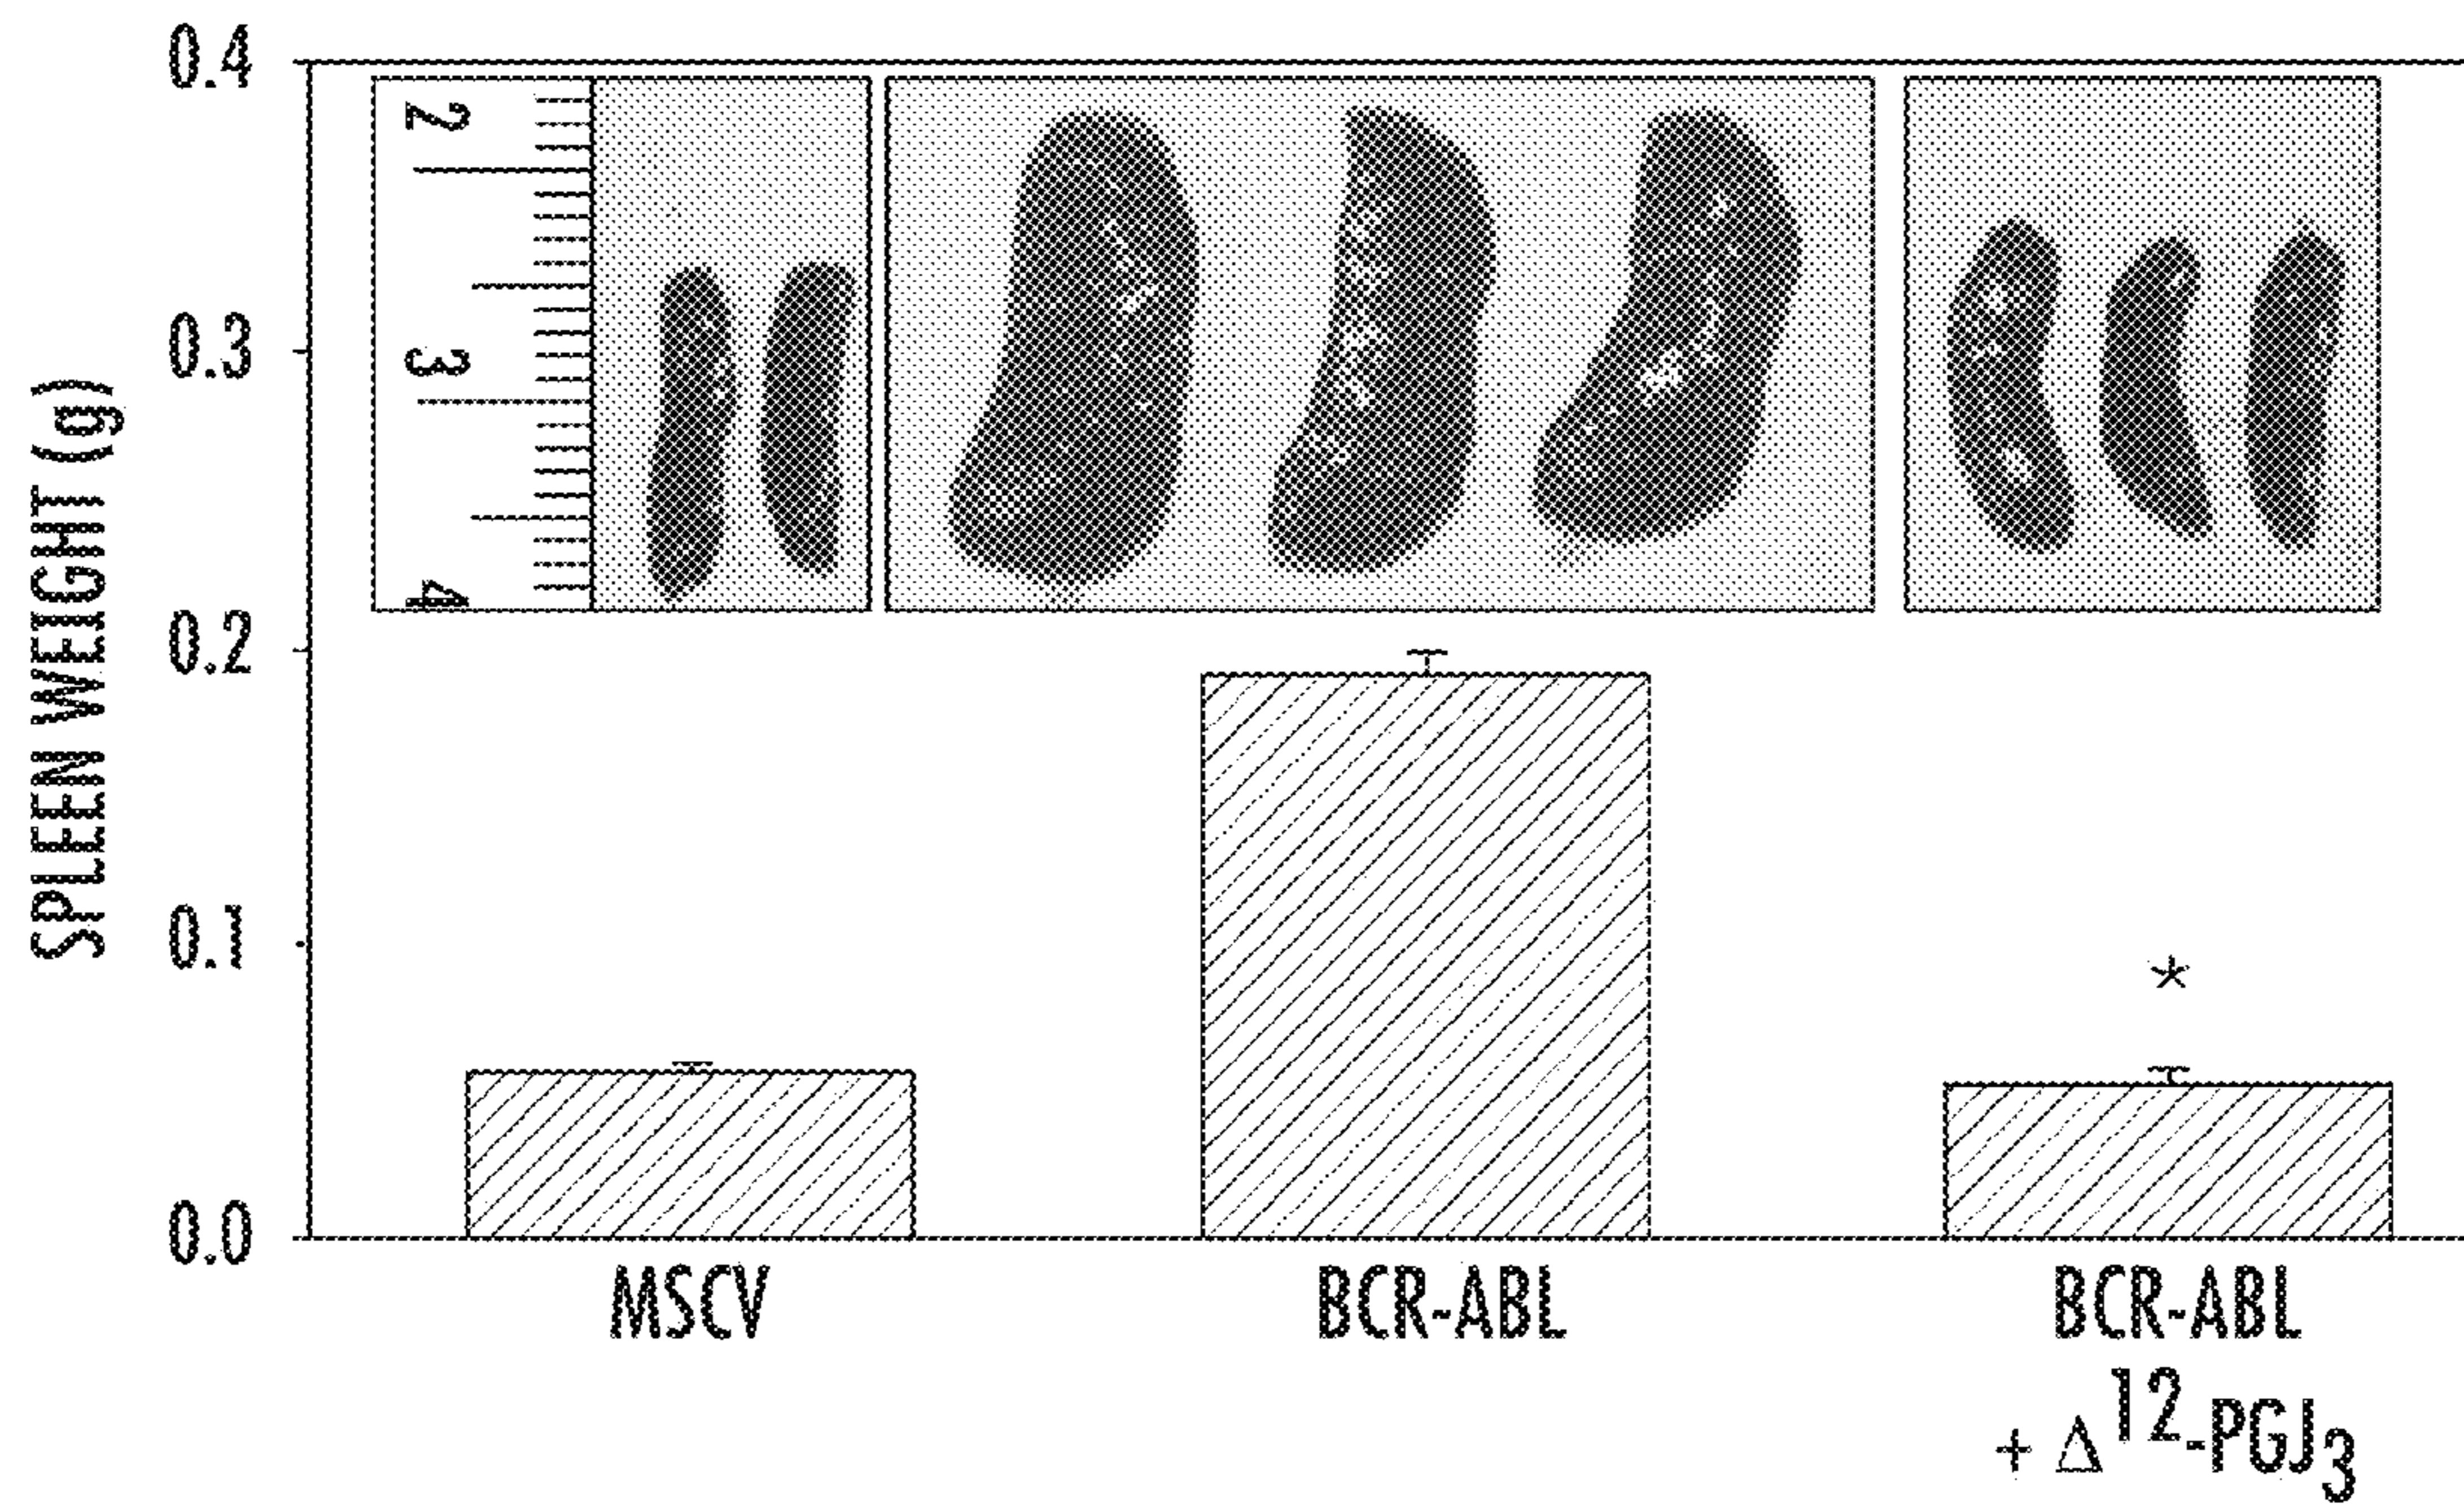 SPLEEN WEIGHT (g)
0.4
0.3
0.2
0.1
0.0
2
3
4
*
MSCV
BCR-ABL
BCR-ABL
+ Δ¹²-PGJ₃